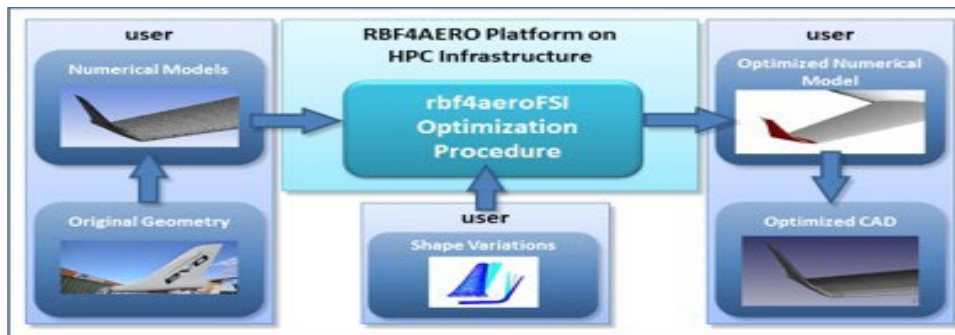 user
Numerical Models
Original Geometry
RBF4AERO Platform on
HPC Infrastructure
rbf4aeroFSI
Optimization
Procedure
user
Shape Variations
user
Optimized Numerical
Model
Optimized CAD